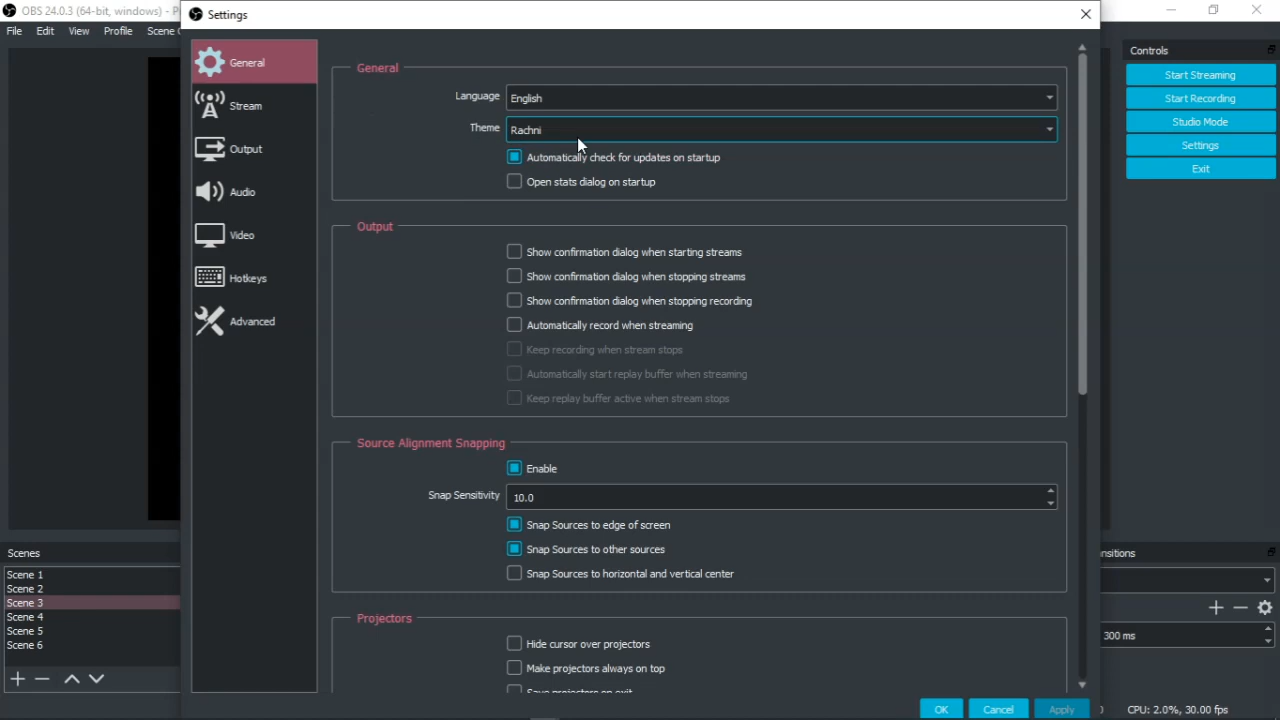 OBS 24.0.3 (64-bit, windows) - P
File Edit View Profile Scene C
Settings
General
Stream
Output
Audio
Video
Hotkeys
Advanced
General
Language English
Theme Rachni
Automatically check for updates on startup
Open stats dialog on startup
Output
Show confirmation dialog when starting streams
Show confirmation dialog when stopping streams
Show confirmation dialog when stopping recording
Automatically record when streaming
Keep recording when stream stops
Automatically start replay buffer when streaming
Keep replay buffer active when stream stops
Source Alignment Snapping
Enable
Snap Sensitivity 10.0
Snap Sources to edge of screen
Snap Sources to other sources
Snap Sources to horizontal and vertical center
Projectors
Hide cursor over projectors
Make projectors always on top
Save projectors on exit
OK Cancel Apply
Controls
Start Streaming
Start Recording
Studio Mode
Settings
Exit
Scenes
Scene 1
Scene 2
Scene 3
Scene 4
Scene 5
Scene 6
ansitions
300 ms
CPU: 2.0%, 30.00 fps